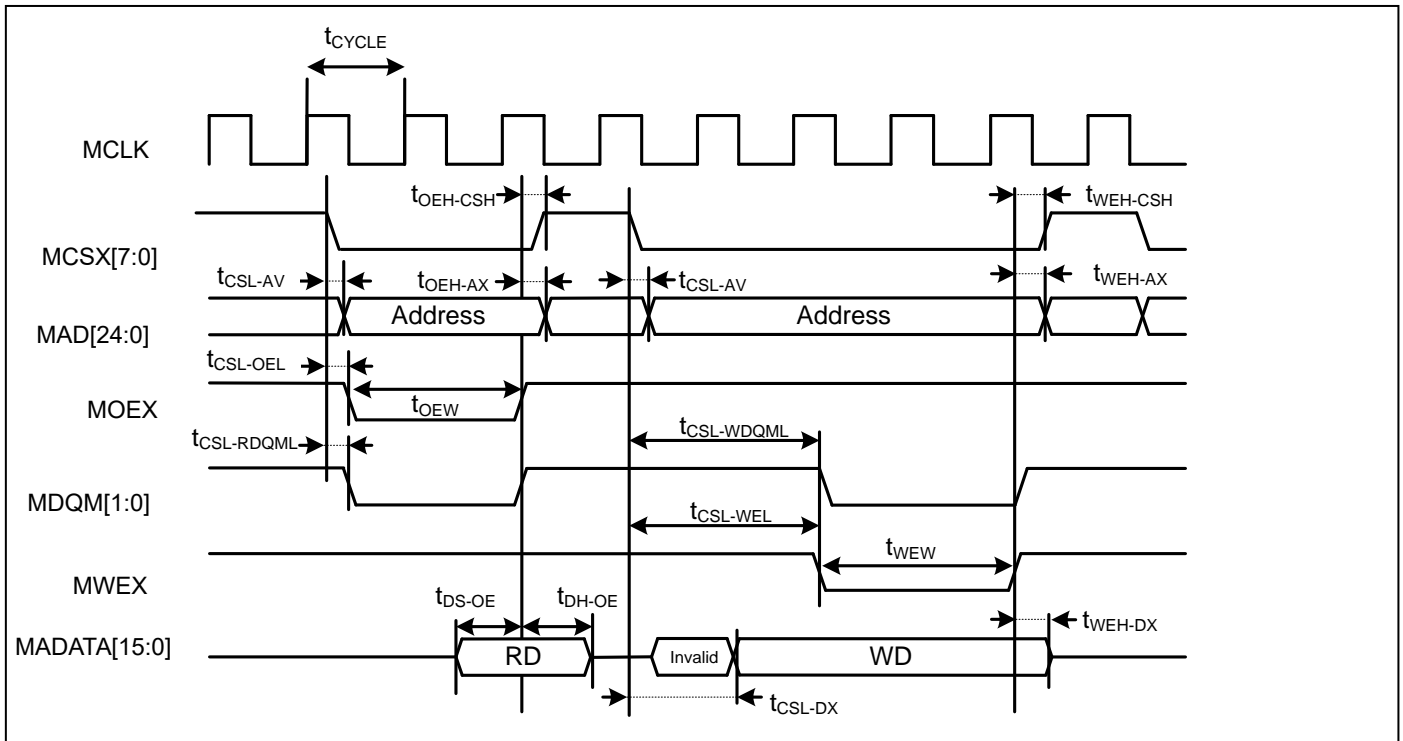 tCYCLE
MCLK
tOEH-CSH
tWEH-CSH
MCSX[7:0]
tCSL-AV
tOEH-AX
tCSL-AV
tWEH-AX
MAD[24:0]
Address
Address
tCSL-OEL
MOEX
tOEW
tCSL-RDQML
tCSL-WDQML
MDQM[1:0]
tCSL-WEL
tWEW
MWEX
tDS-OE
tDH-OE
tWEH-DX
MADATA[15:0]
RD
Invalid
WD
tCSL-DX